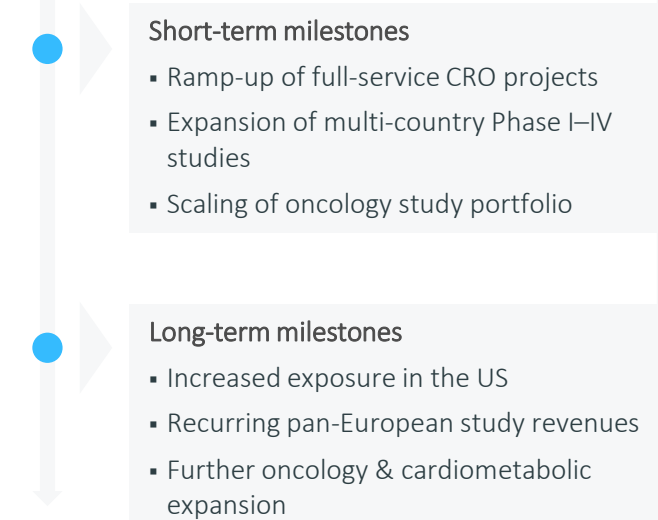 Short-term milestones
▪ Ramp-up of full-service CRO projects
▪ Expansion of multi-country Phase I–IV
studies
▪ Scaling of oncology study portfolio
Long-term milestones
▪ Increased exposure in the US
▪ Recurring pan-European study revenues
▪ Further oncology & cardiometabolic
expansion